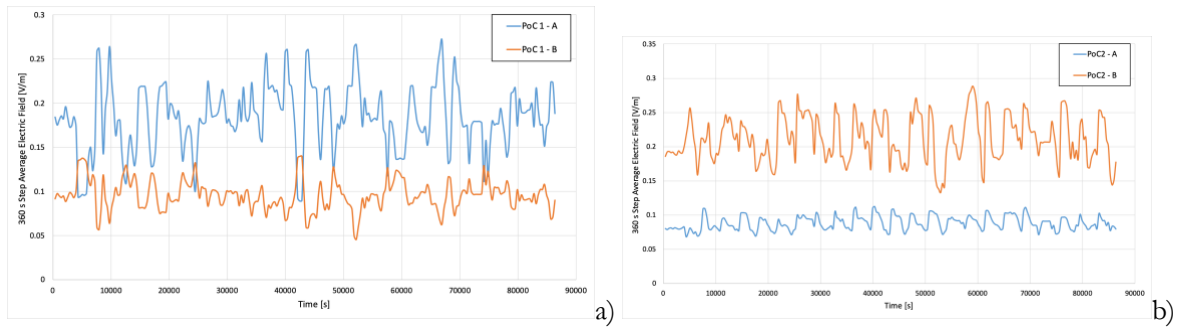 0.3
0.25
0.2
0.15
0.1
0.05
0
360 s Step Average Electric Field [V/m]
PoC 1 - A
PoC 1 - B
0 10000 20000 30000 40000 50000 60000 70000 80000 90000
Time [s]
a)
0.35
0.3
0.25
0.2
0.15
0.1
0.05
0
360 s Step Average Electric Field [V/m]
PoC2 - A
PoC2 - B
0 10000 20000 30000 40000 50000 60000 70000 80000 90000
Time [s]
b)